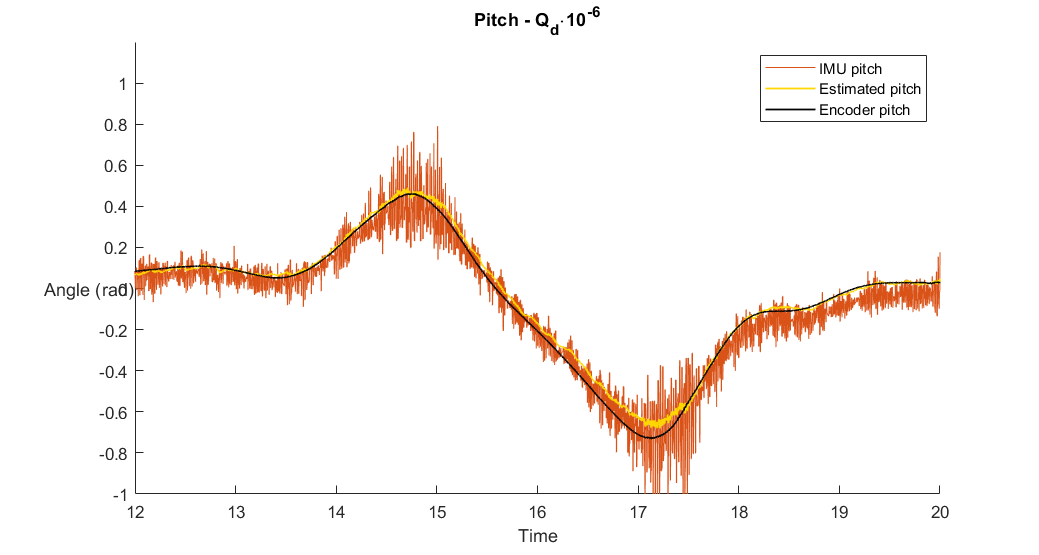 Pitch - Q_d·10^-6
IMU pitch
Estimated pitch
Encoder pitch
1
0.8
0.6
0.4
0.2
Angle (rad)
0
-0.2
-0.4
-0.6
-0.8
-1
12 13 14 15 16 17 18 19 20
Time